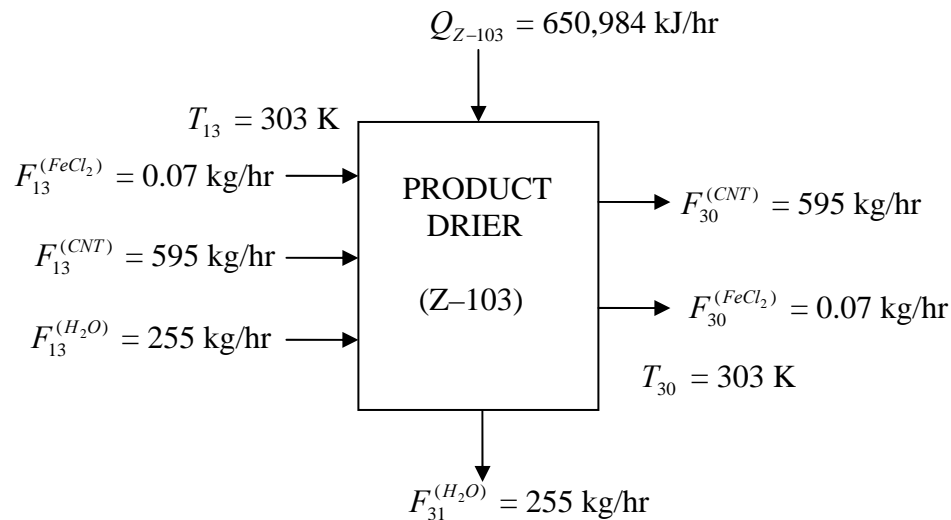 Q_{Z–103} = 650,984 kJ/hr
T_{13} = 303 K
F_{13}^{(FeCl_2)} = 0.07 kg/hr
F_{13}^{(CNT)} = 595 kg/hr
F_{13}^{(H_2O)} = 255 kg/hr
PRODUCT
DRIER
(Z–103)
F_{30}^{(CNT)} = 595 kg/hr
F_{30}^{(FeCl_2)} = 0.07 kg/hr
T_{30} = 303 K
F_{31}^{(H_2O)} = 255 kg/hr